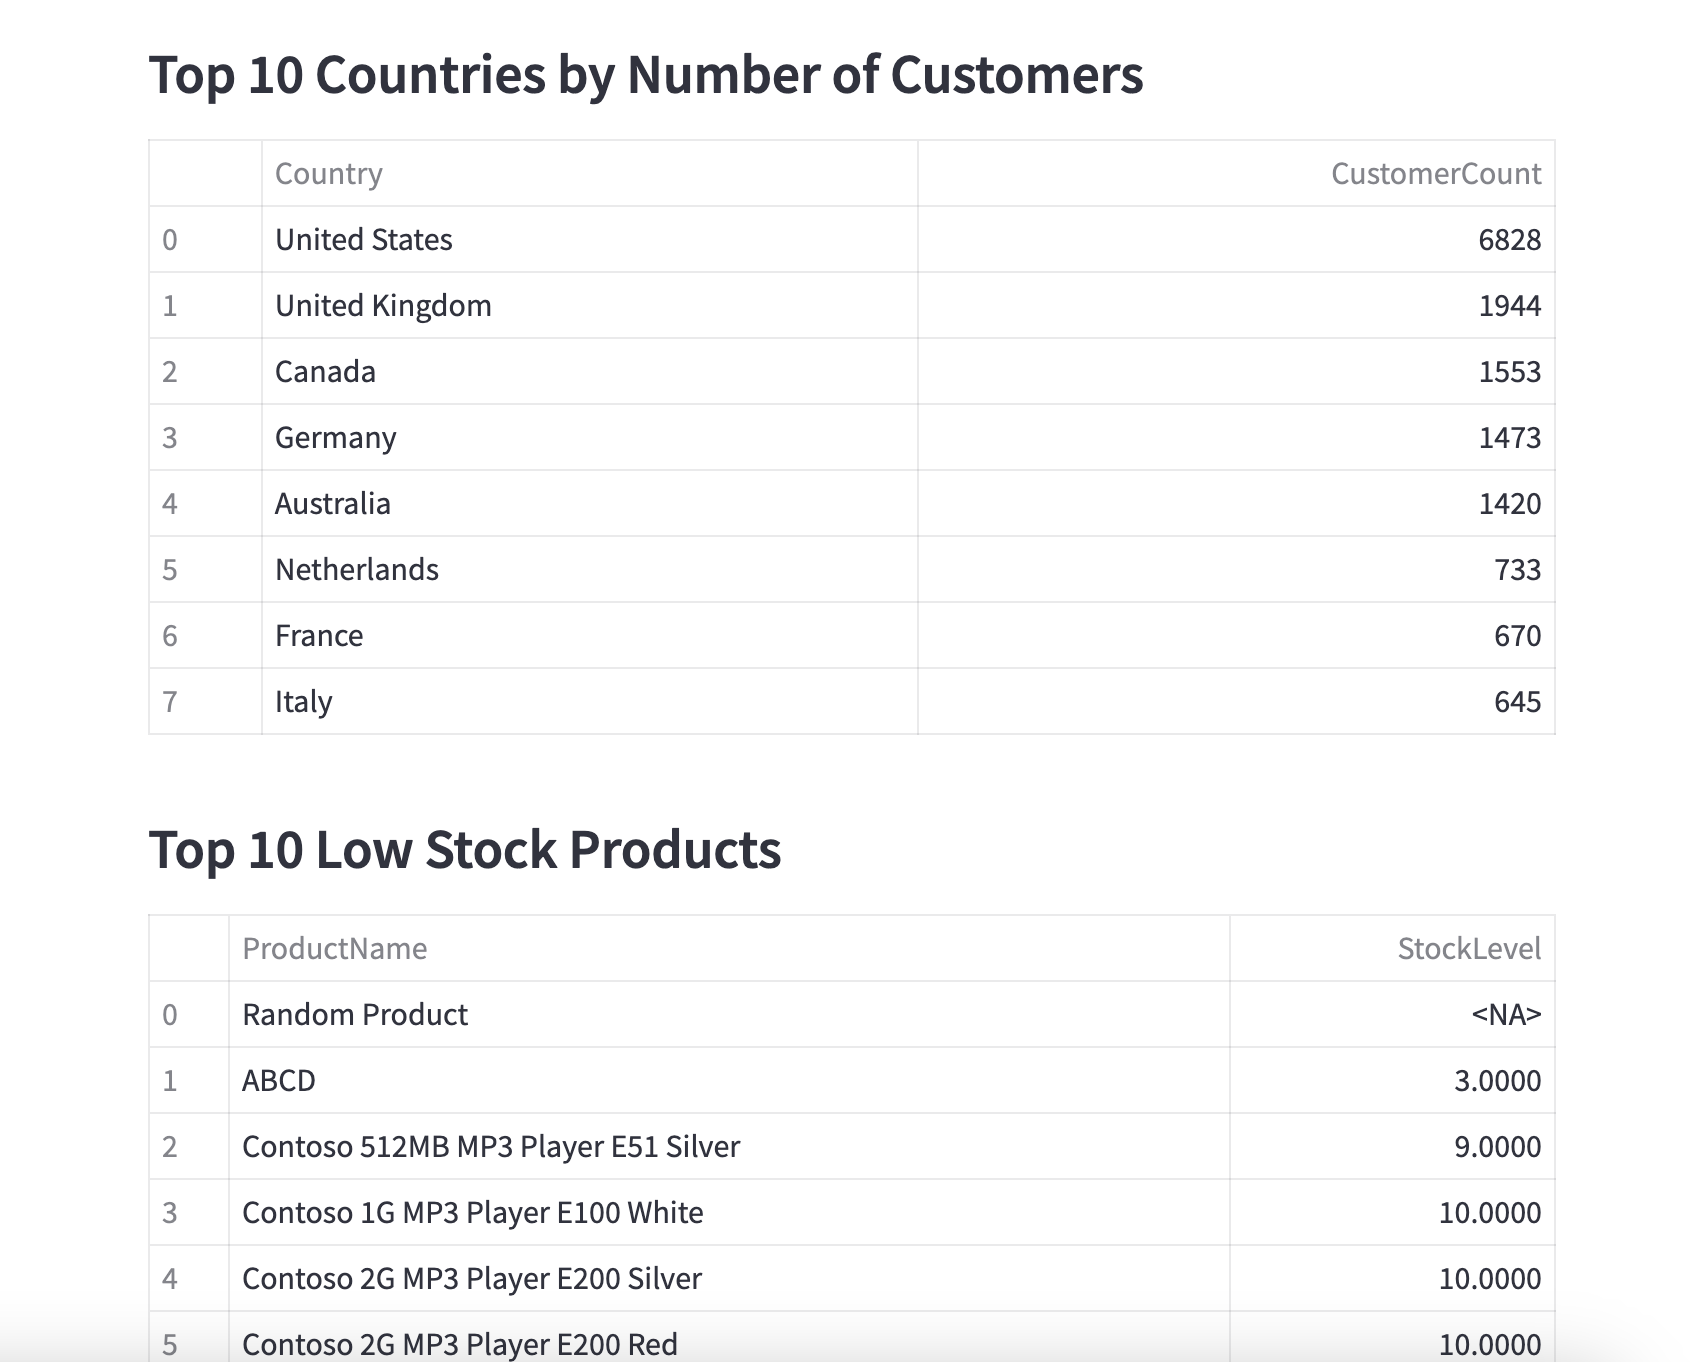 Top 10 Countries by Number of Customers
Country CustomerCount
0 United States 6828
1 United Kingdom 1944
2 Canada 1553
3 Germany 1473
4 Australia 1420
5 Netherlands 733
6 France 670
7 Italy 645
Top 10 Low Stock Products
ProductName StockLevel
0 Random Product <NA>
1 ABCD 3.0000
2 Contoso 512MB MP3 Player E51 Silver 9.0000
3 Contoso 1G MP3 Player E100 White 10.0000
4 Contoso 2G MP3 Player E200 Silver 10.0000
5 Contoso 2G MP3 Player E200 Red 10.0000